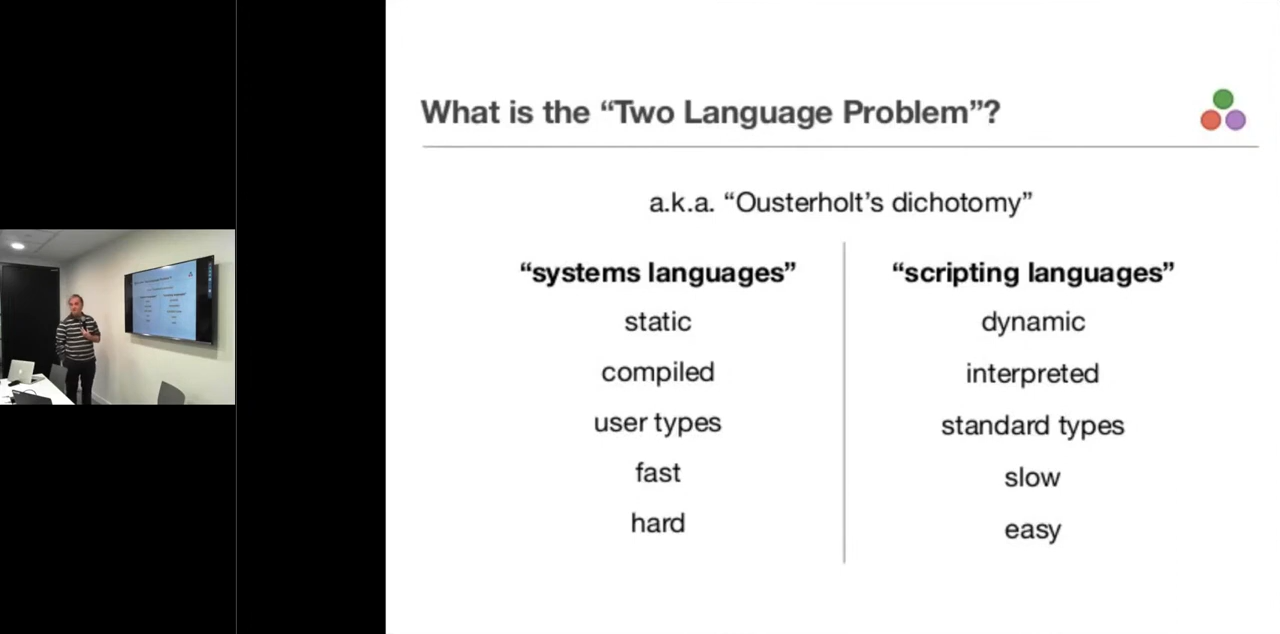 What is the “Two Language Problem”?
a.k.a. “Ousterholt’s dichotomy”
“systems languages”
static
compiled
user types
fast
hard
“scripting languages”
dynamic
interpreted
standard types
slow
easy